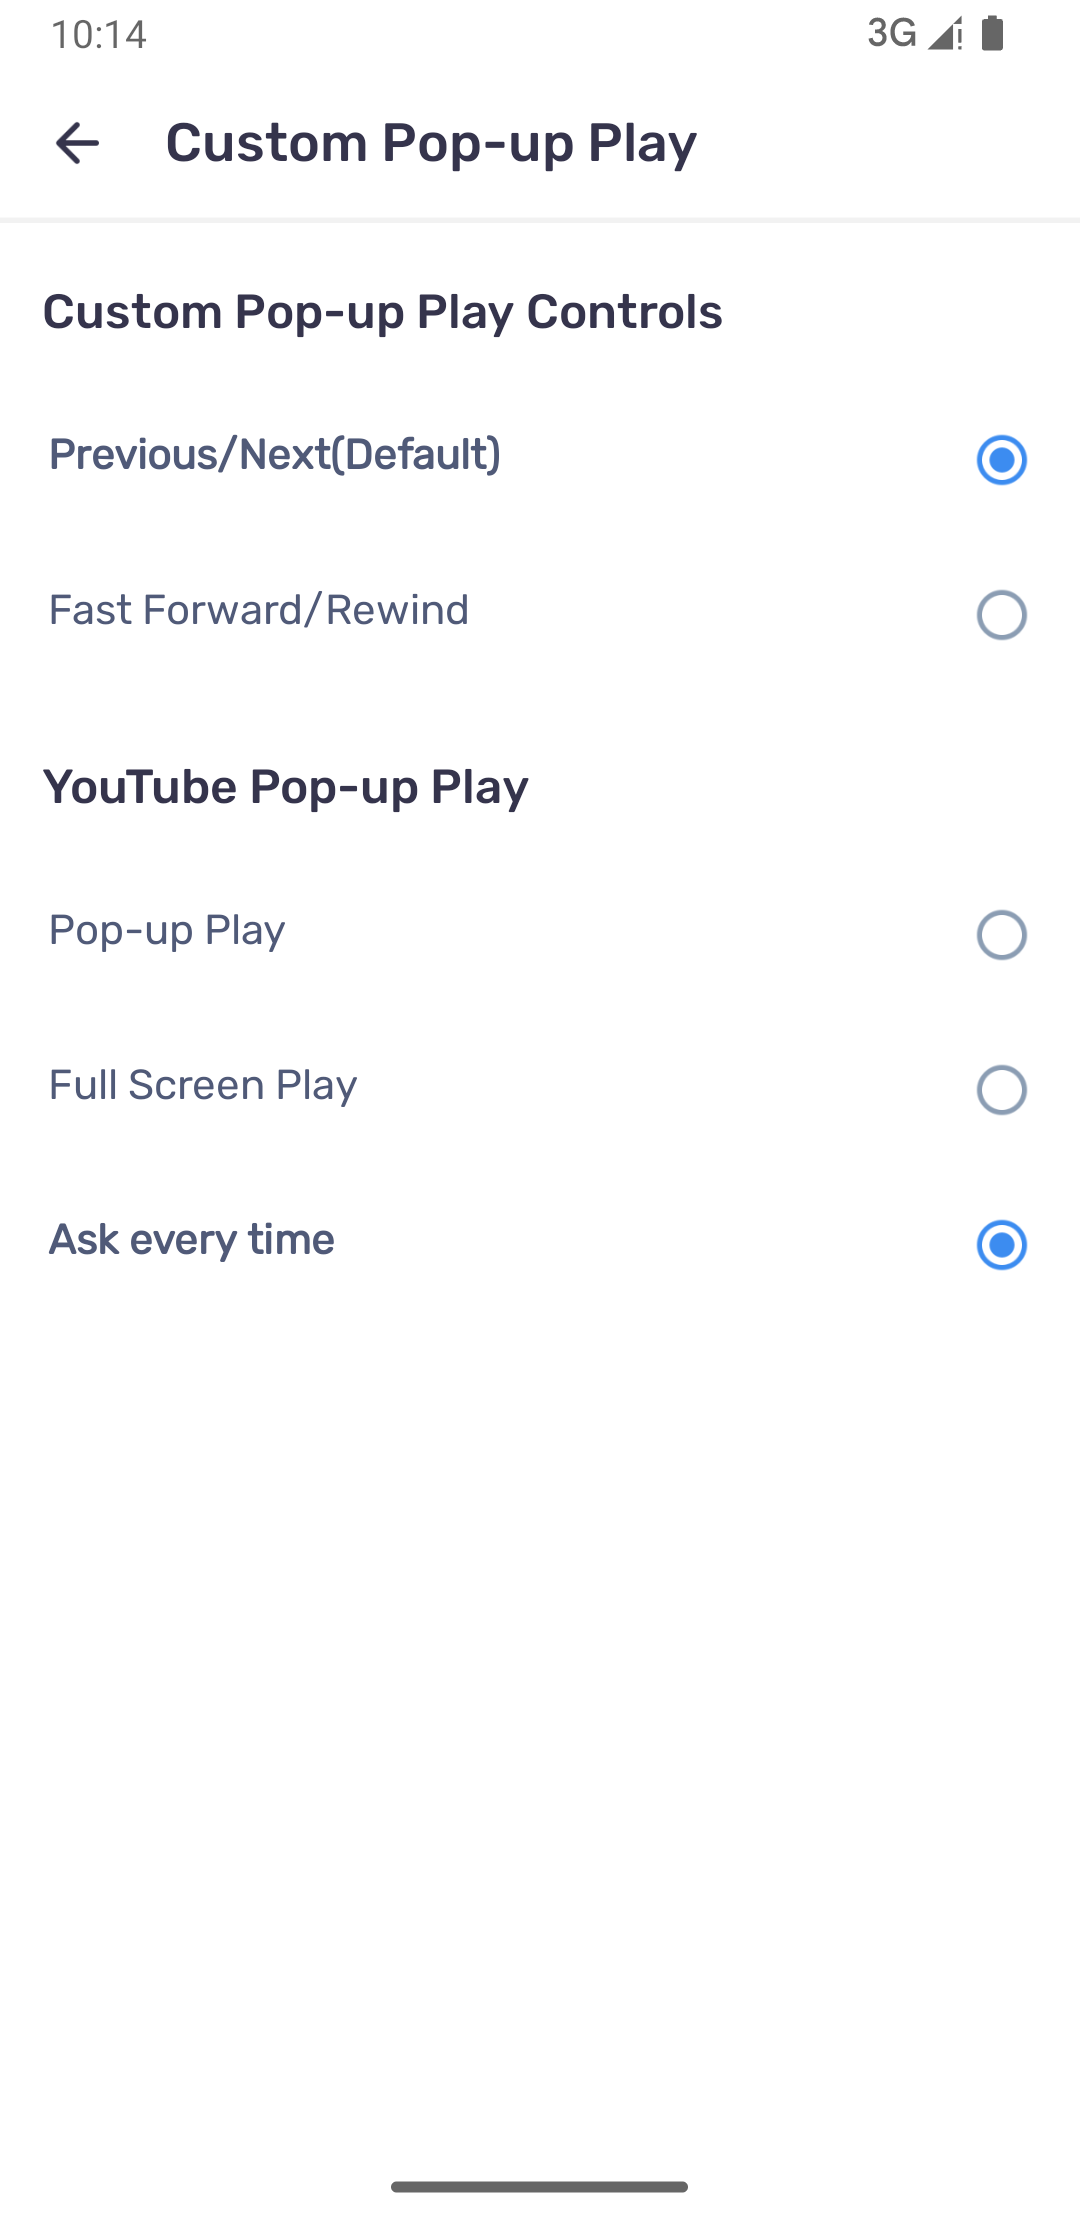 10:14
3G
Custom Pop-up Play
Custom Pop-up Play Controls
Previous/Next(Default)
Fast Forward/Rewind
YouTube Pop-up Play
Pop-up Play
Full Screen Play
Ask every time